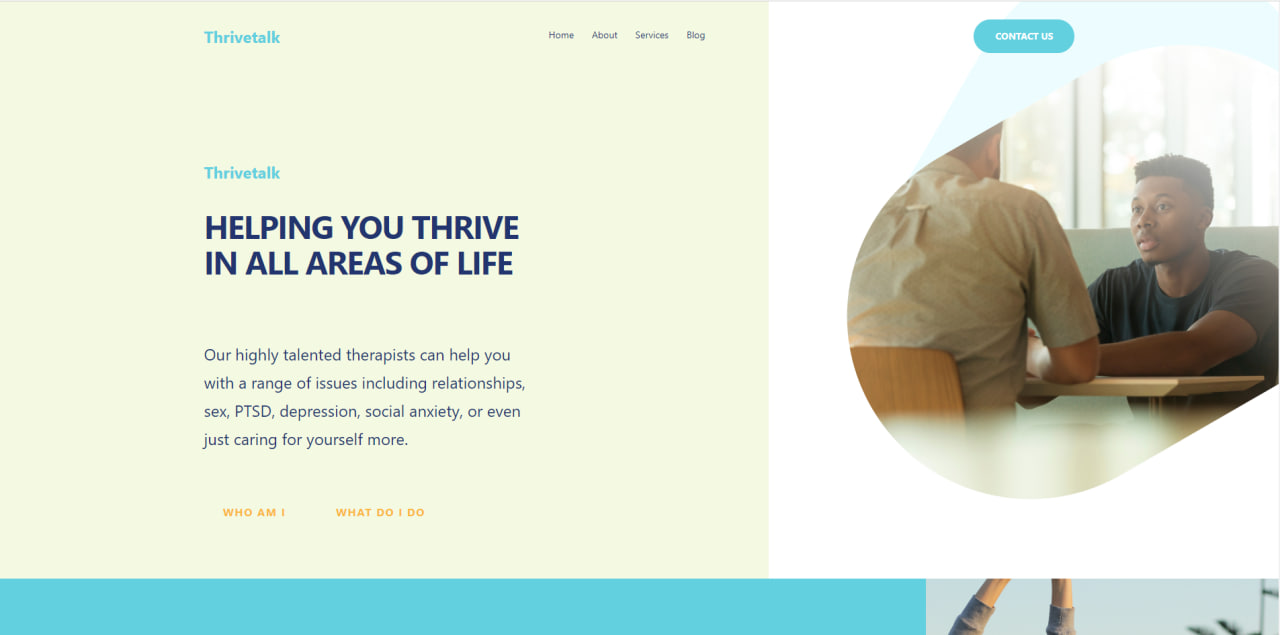 Thrivetalk
Home About Services Blog
CONTACT US
Thrivetalk
HELPING YOU THRIVE
IN ALL AREAS OF LIFE
Our highly talented therapists can help you
with a range of issues including relationships,
sex, PTSD, depression, social anxiety, or even
just caring for yourself more.
WHO AM I WHAT DO I DO